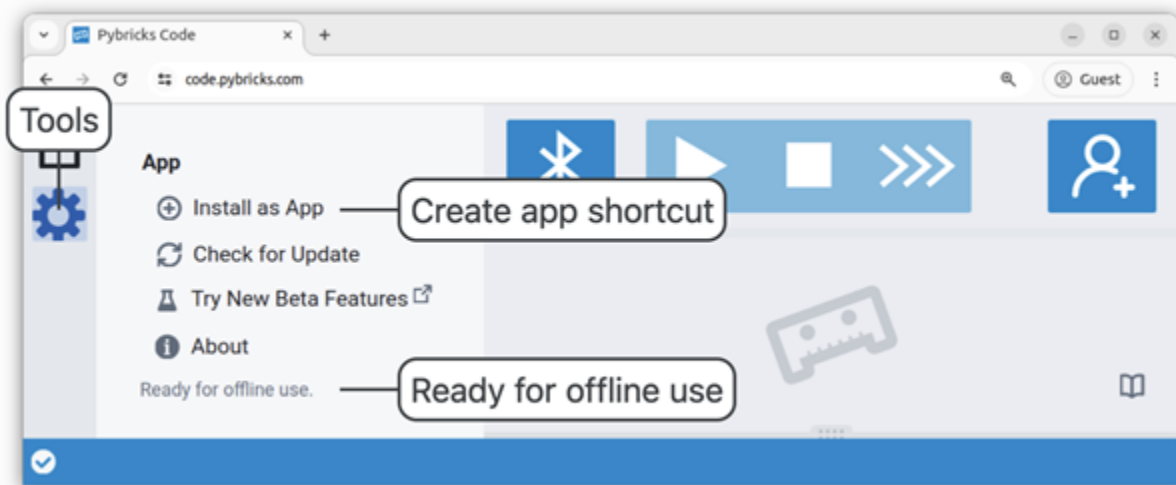 Pybricks Code
code.pybricks.com
Guest
Tools
App
Install as App
Create app shortcut
Check for Update
Try New Beta Features
About
Ready for offline use.
Ready for offline use